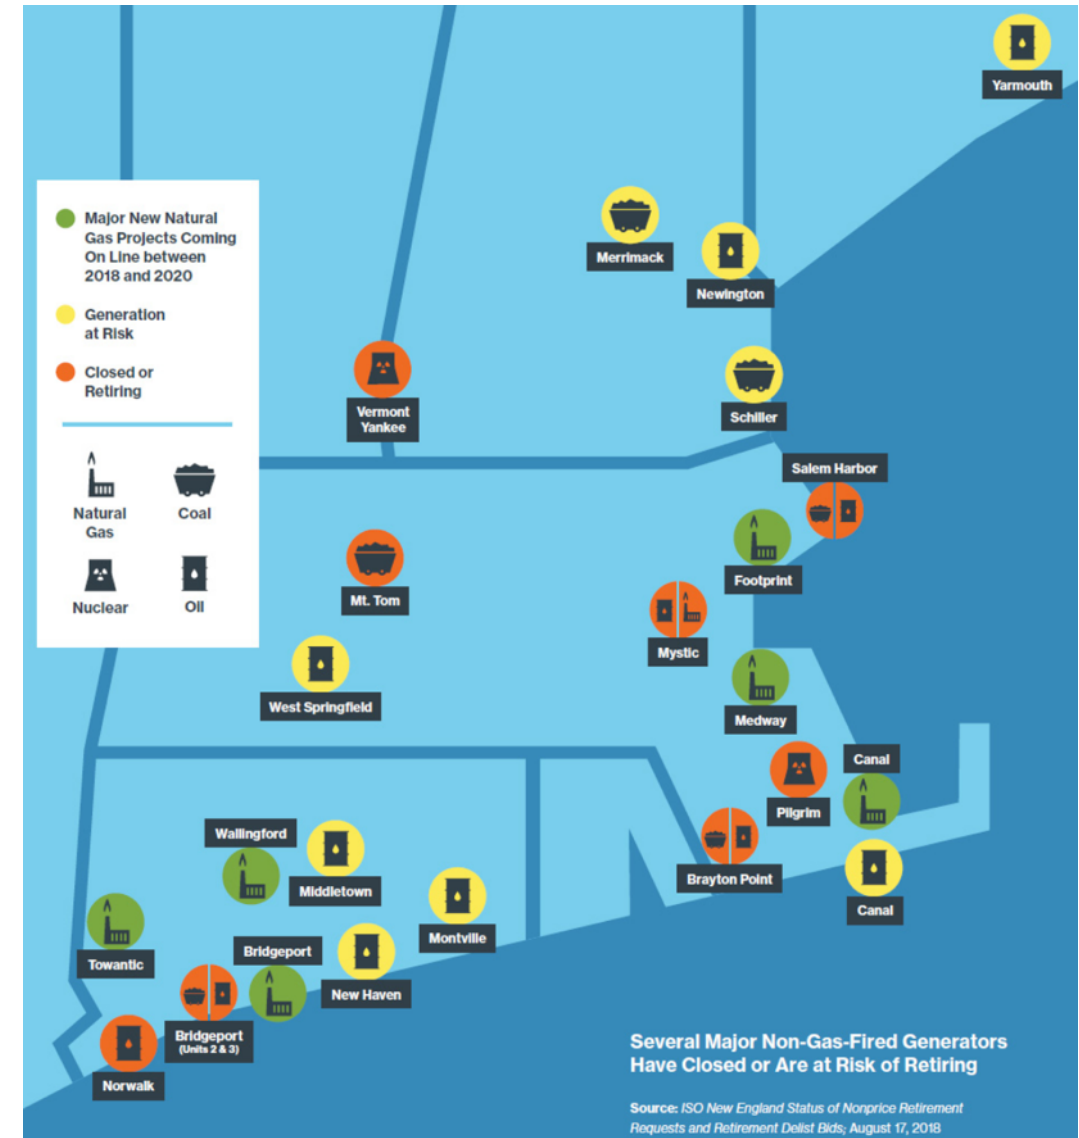 Yarmouth
Merrimack
Newington
Major New Natural
Gas Projects Coming
On Line between
2018 and 2020
Generation
at Risk
Closed or
Retiring
Natural
Gas
Coal
Nuclear
Oil
Vermont
Yankee
Schiller
Salem Harbor
Mt. Tom
Footprint
Mystic
West Springfield
Medway
Canal
Pilgrim
Wallingford
Middletown
Brayton Point
Canal
Montville
Towantic
Bridgeport
New Haven
Bridgeport
(Units 2 & 3)
Norwalk
Several Major Non-Gas-Fired Generators
Have Closed or Are at Risk of Retiring
Source: ISO New England Status of Nonprice Retirement
Requests and Retirement Delist Bids; August 17, 2018